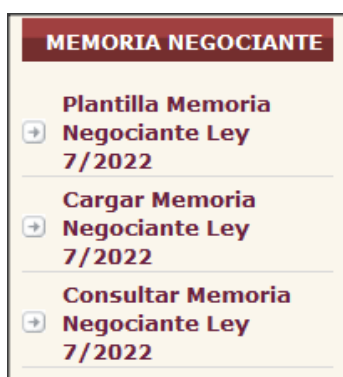 MEMORIA NEGOCIANTE
Plantilla Memoria
Negociante Ley
7/2022
Cargar Memoria
Negociante Ley
7/2022
Consultar Memoria
Negociante Ley
7/2022